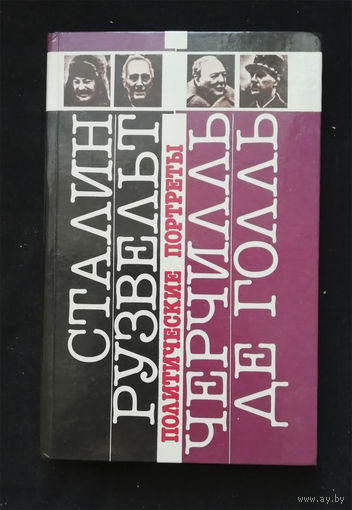 СТАЛИН
РУЗВЕЛЬТ
ПОЛИТИЧЕСКИЕ ПОРТРЕТЫ
ЧЕРЧИЛЛЬ
ДЕ ГОЛЛЬ
www.ay.by